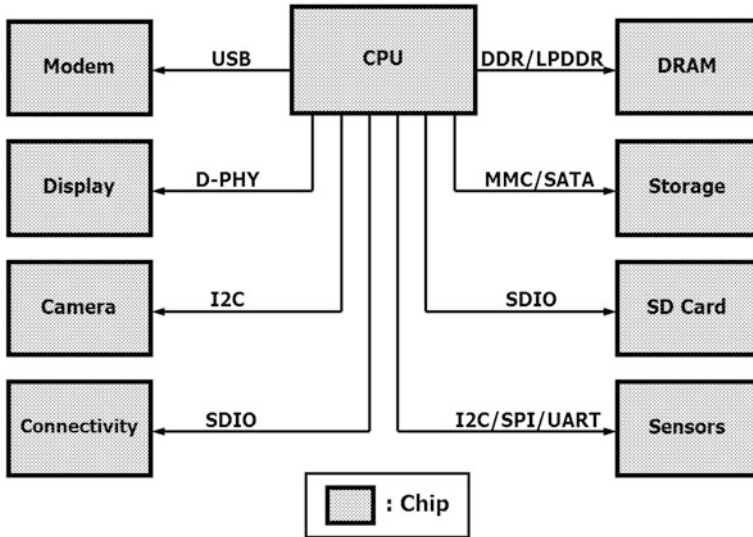 Modem
USB
CPU
DDR/LPDDR
DRAM
Display
D-PHY
MMC/SATA
Storage
Camera
I2C
SDIO
SD Card
Connectivity
SDIO
I2C/SPI/UART
Sensors
: Chip